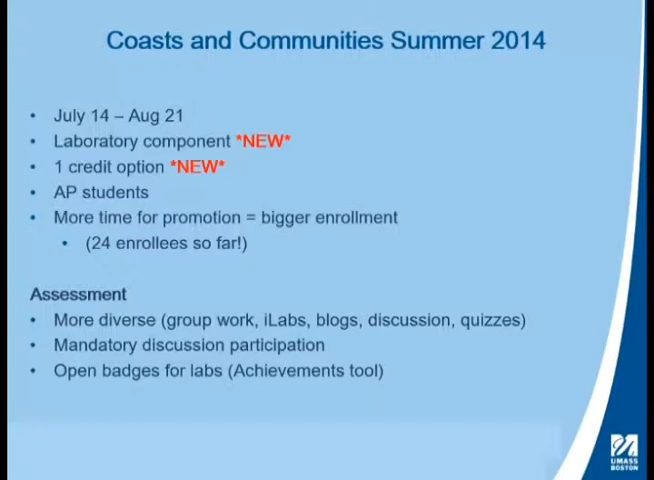 Coasts and Communities Summer 2014
• July 14 – Aug 21
• Laboratory component *NEW*
• 1 credit option *NEW*
• AP students
• More time for promotion = bigger enrollment
• (24 enrollees so far!)
Assessment
• More diverse (group work, iLabs, blogs, discussion, quizzes)
• Mandatory discussion participation
• Open badges for labs (Achievements tool)
UMASS
BOSTON